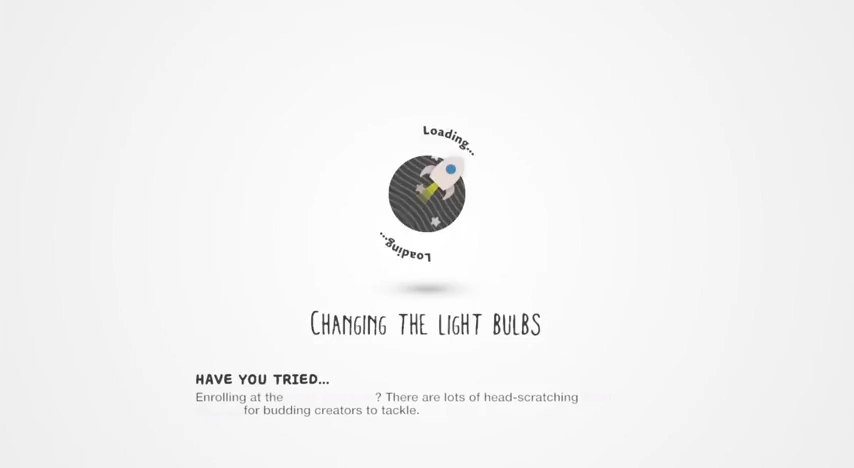 Loading...
Loading...
CHANGING THE LIGHT BULBS
HAVE YOU TRIED...
Enrolling at the ? There are lots of head-scratching
for budding creators to tackle.